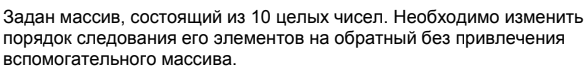 Задан массив, состоящий из 10 целых чисел. Необходимо изменить
порядок следования его элементов на обратный без привлечения
вспомогательного массива.